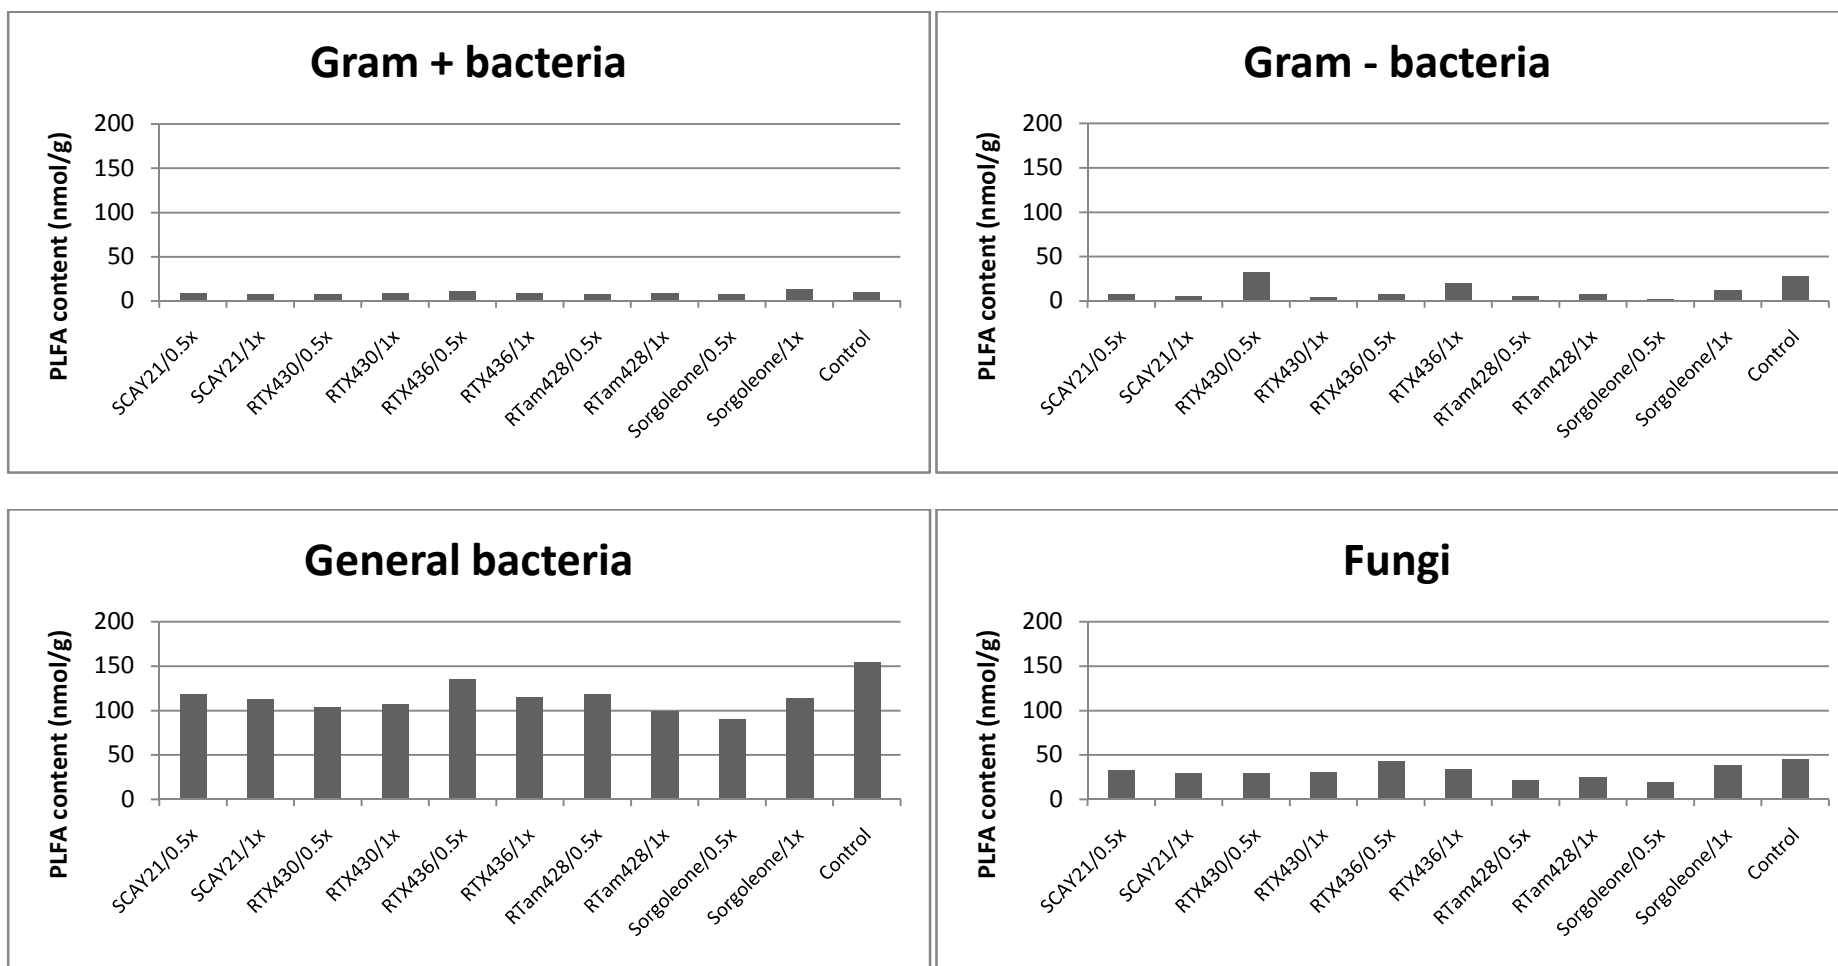 Gram + bacteria
PLFA content (nmol/g)
200
150
100
50
0
SCAY21/0.5x
SCAY21/1x
RTX430/0.5x
RTX430/1x
RTX436/0.5x
RTX436/1x
RTam428/0.5x
RTam428/1x
Sorgoleone/0.5x
Sorgoleone/1x
Control
Gram - bacteria
PLFA content (nmol/g)
200
150
100
50
0
SCAY21/0.5x
SCAY21/1x
RTX430/0.5x
RTX430/1x
RTX436/0.5x
RTX436/1x
RTam428/0.5x
RTam428/1x
Sorgoleone/0.5x
Sorgoleone/1x
Control
General bacteria
PLFA content (nmol/g)
200
150
100
50
0
SCAY21/0.5x
SCAY21/1x
RTX430/0.5x
RTX430/1x
RTX436/0.5x
RTX436/1x
RTam428/0.5x
RTam428/1x
Sorgoleone/0.5x
Sorgoleone/1x
Control
Fungi
PLFA content (nmol/g)
200
150
100
50
0
SCAY21/0.5x
SCAY21/1x
RTX430/0.5x
RTX430/1x
RTX436/0.5x
RTX436/1x
RTam428/0.5x
RTam428/1x
Sorgoleone/0.5x
Sorgoleone/1x
Control